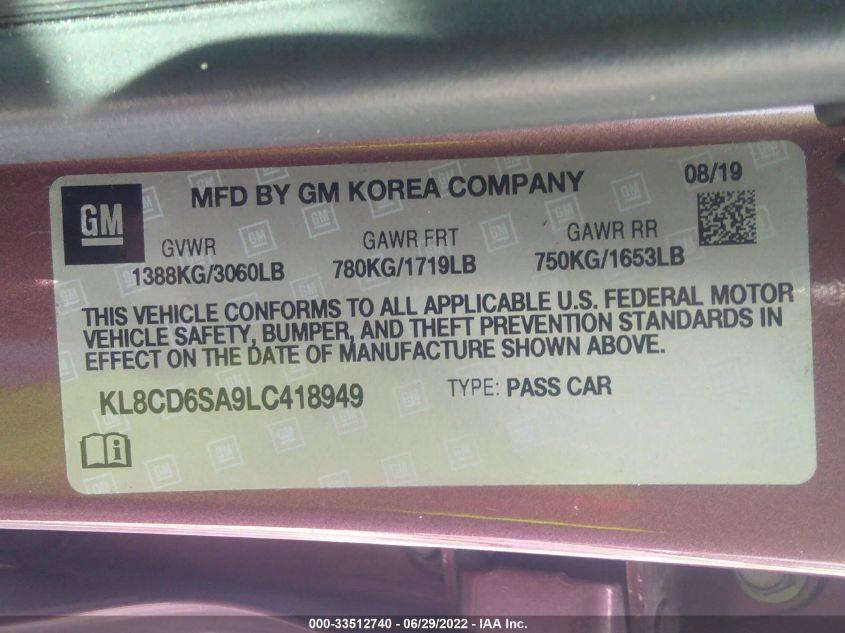 MFD BY GM KOREA COMPANY
08/19
GM
GVWR
1388KG/3060LB
GAWR FRT
780KG/1719LB
GAWR RR
750KG/1653LB
THIS VEHICLE CONFORMS TO ALL APPLICABLE U.S. FEDERAL MOTOR
VEHICLE SAFETY, BUMPER, AND THEFT PREVENTION STANDARDS IN
EFFECT ON THE DATE OF MANUFACTURE SHOWN ABOVE.
KL8CD6SA9LC418949
TYPE: PASS CAR
000-33512740 - 06/29/2022 - IAA Inc.